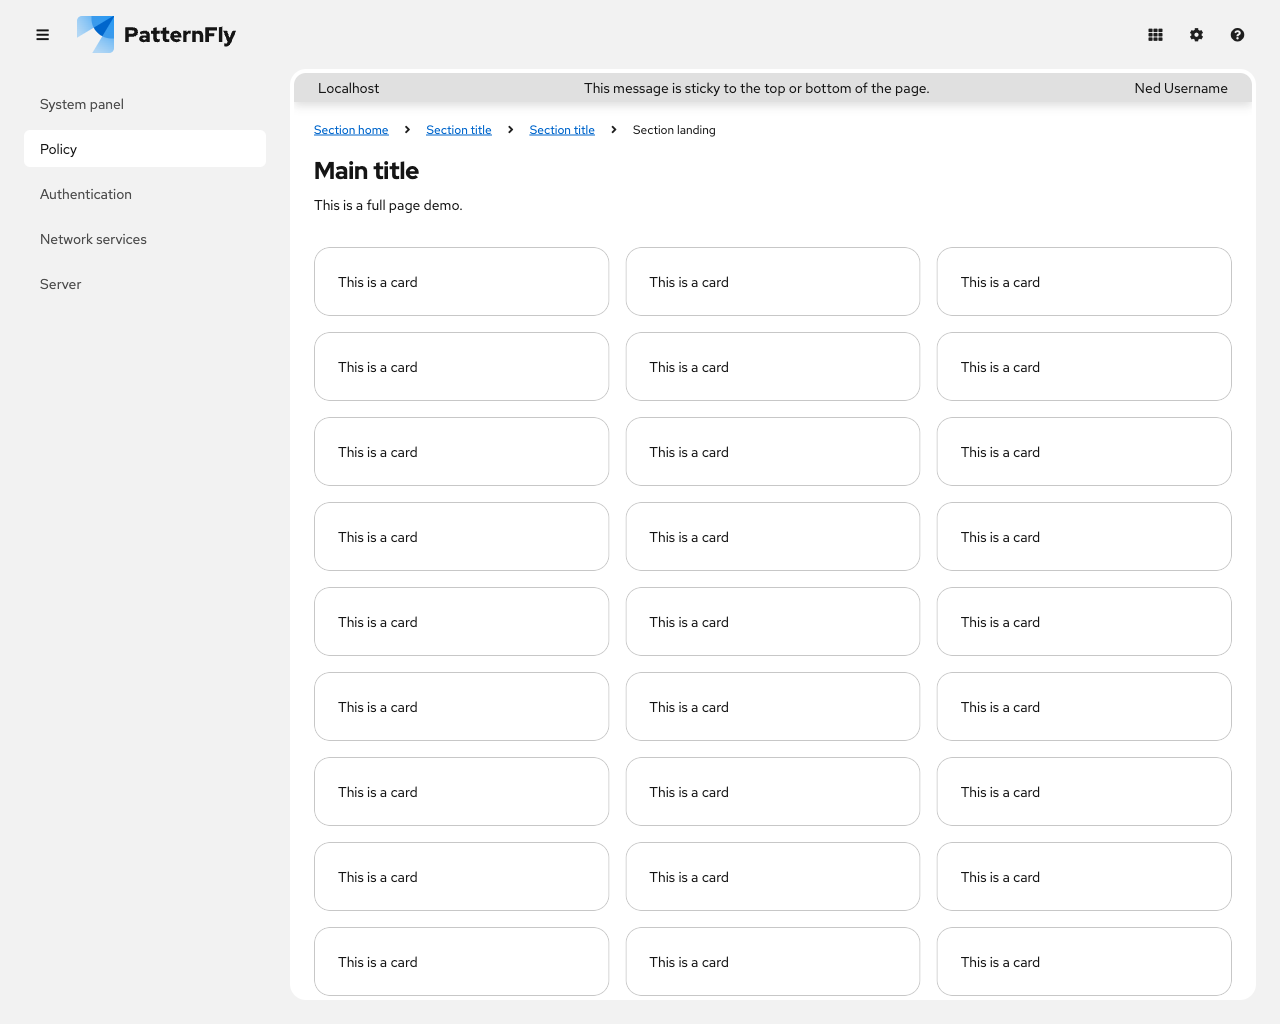 PatternFly
System panel
Policy
Authentication
Network services
Server
Localhost This message is sticky to the top or bottom of the page. Ned Username
Section home Section title Section title Section landing
Main title
This is a full page demo.
This is a card This is a card This is a card
This is a card This is a card This is a card
This is a card This is a card This is a card
This is a card This is a card This is a card
This is a card This is a card This is a card
This is a card This is a card This is a card
This is a card This is a card This is a card
This is a card This is a card This is a card
This is a card This is a card This is a card